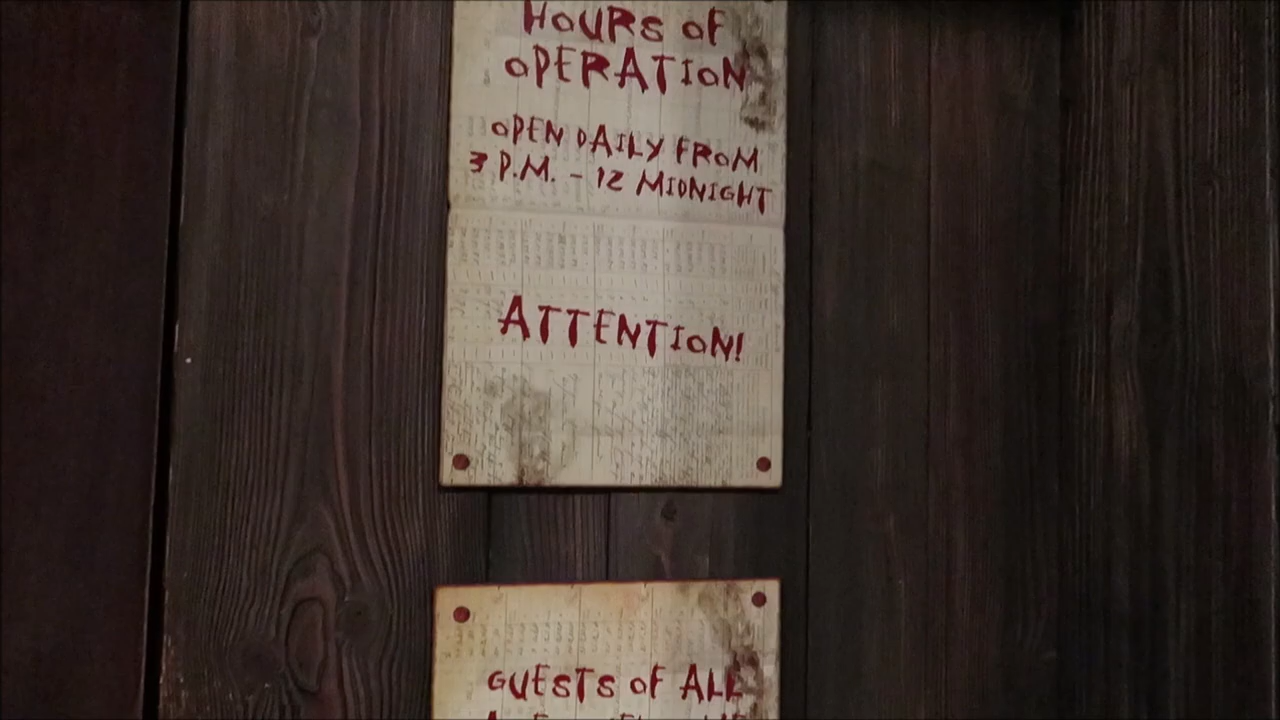 HOURS OF
OPERATION
OPEN DAILY FROM
3 P.M. - 12 MIDNIGHT
ATTENTION!
GUESTS OF ALL